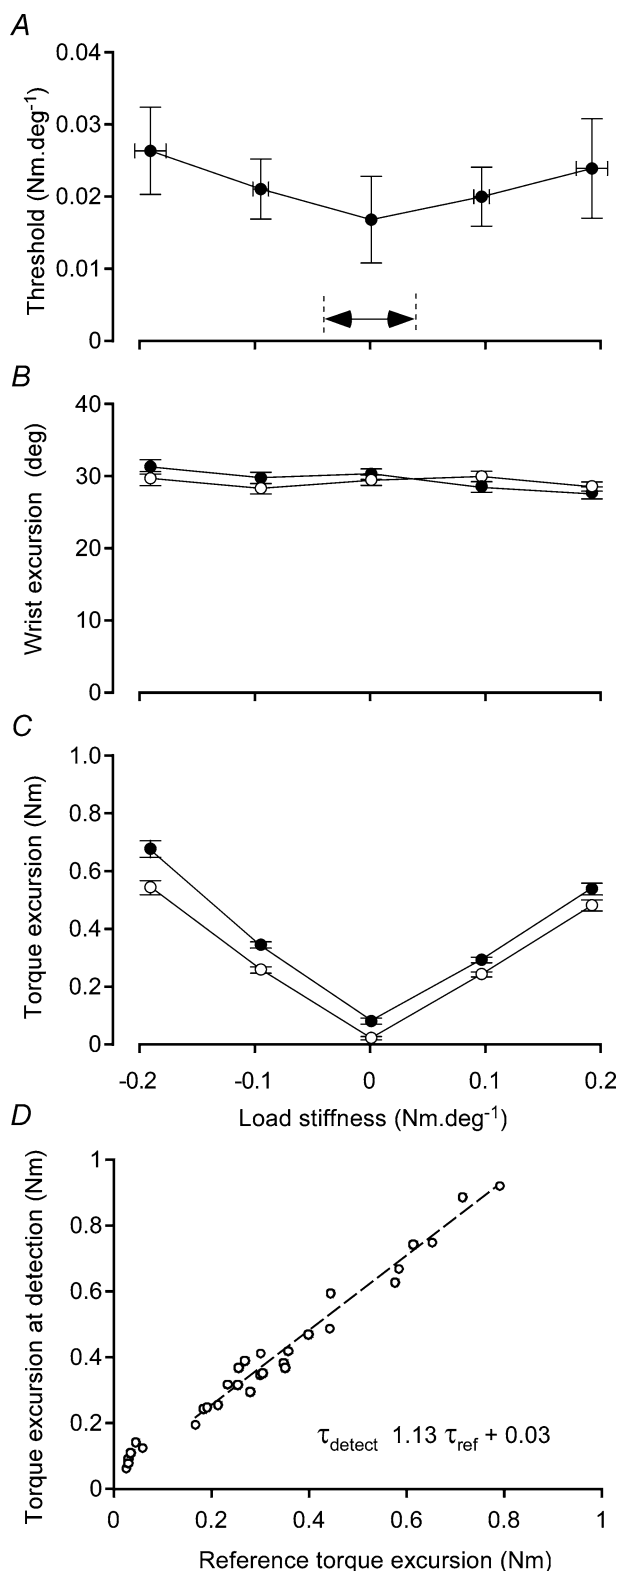 A
0.04
0.03
0.02
0.01
0
Threshold (Nm.deg-1)
B
40
30
20
10
0
Wrist excursion (deg)
C
1.0
0.8
0.6
0.4
0.2
0
Torque excursion (Nm)
-0.2 -0.1 0 0.1 0.2
Load stiffness (Nm.deg-1)
D
1
0.8
0.6
0.4
0.2
0
Torque excursion at detection (Nm)
τdetect 1.13 τref + 0.03
0 0.2 0.4 0.6 0.8 1
Reference torque excursion (Nm)